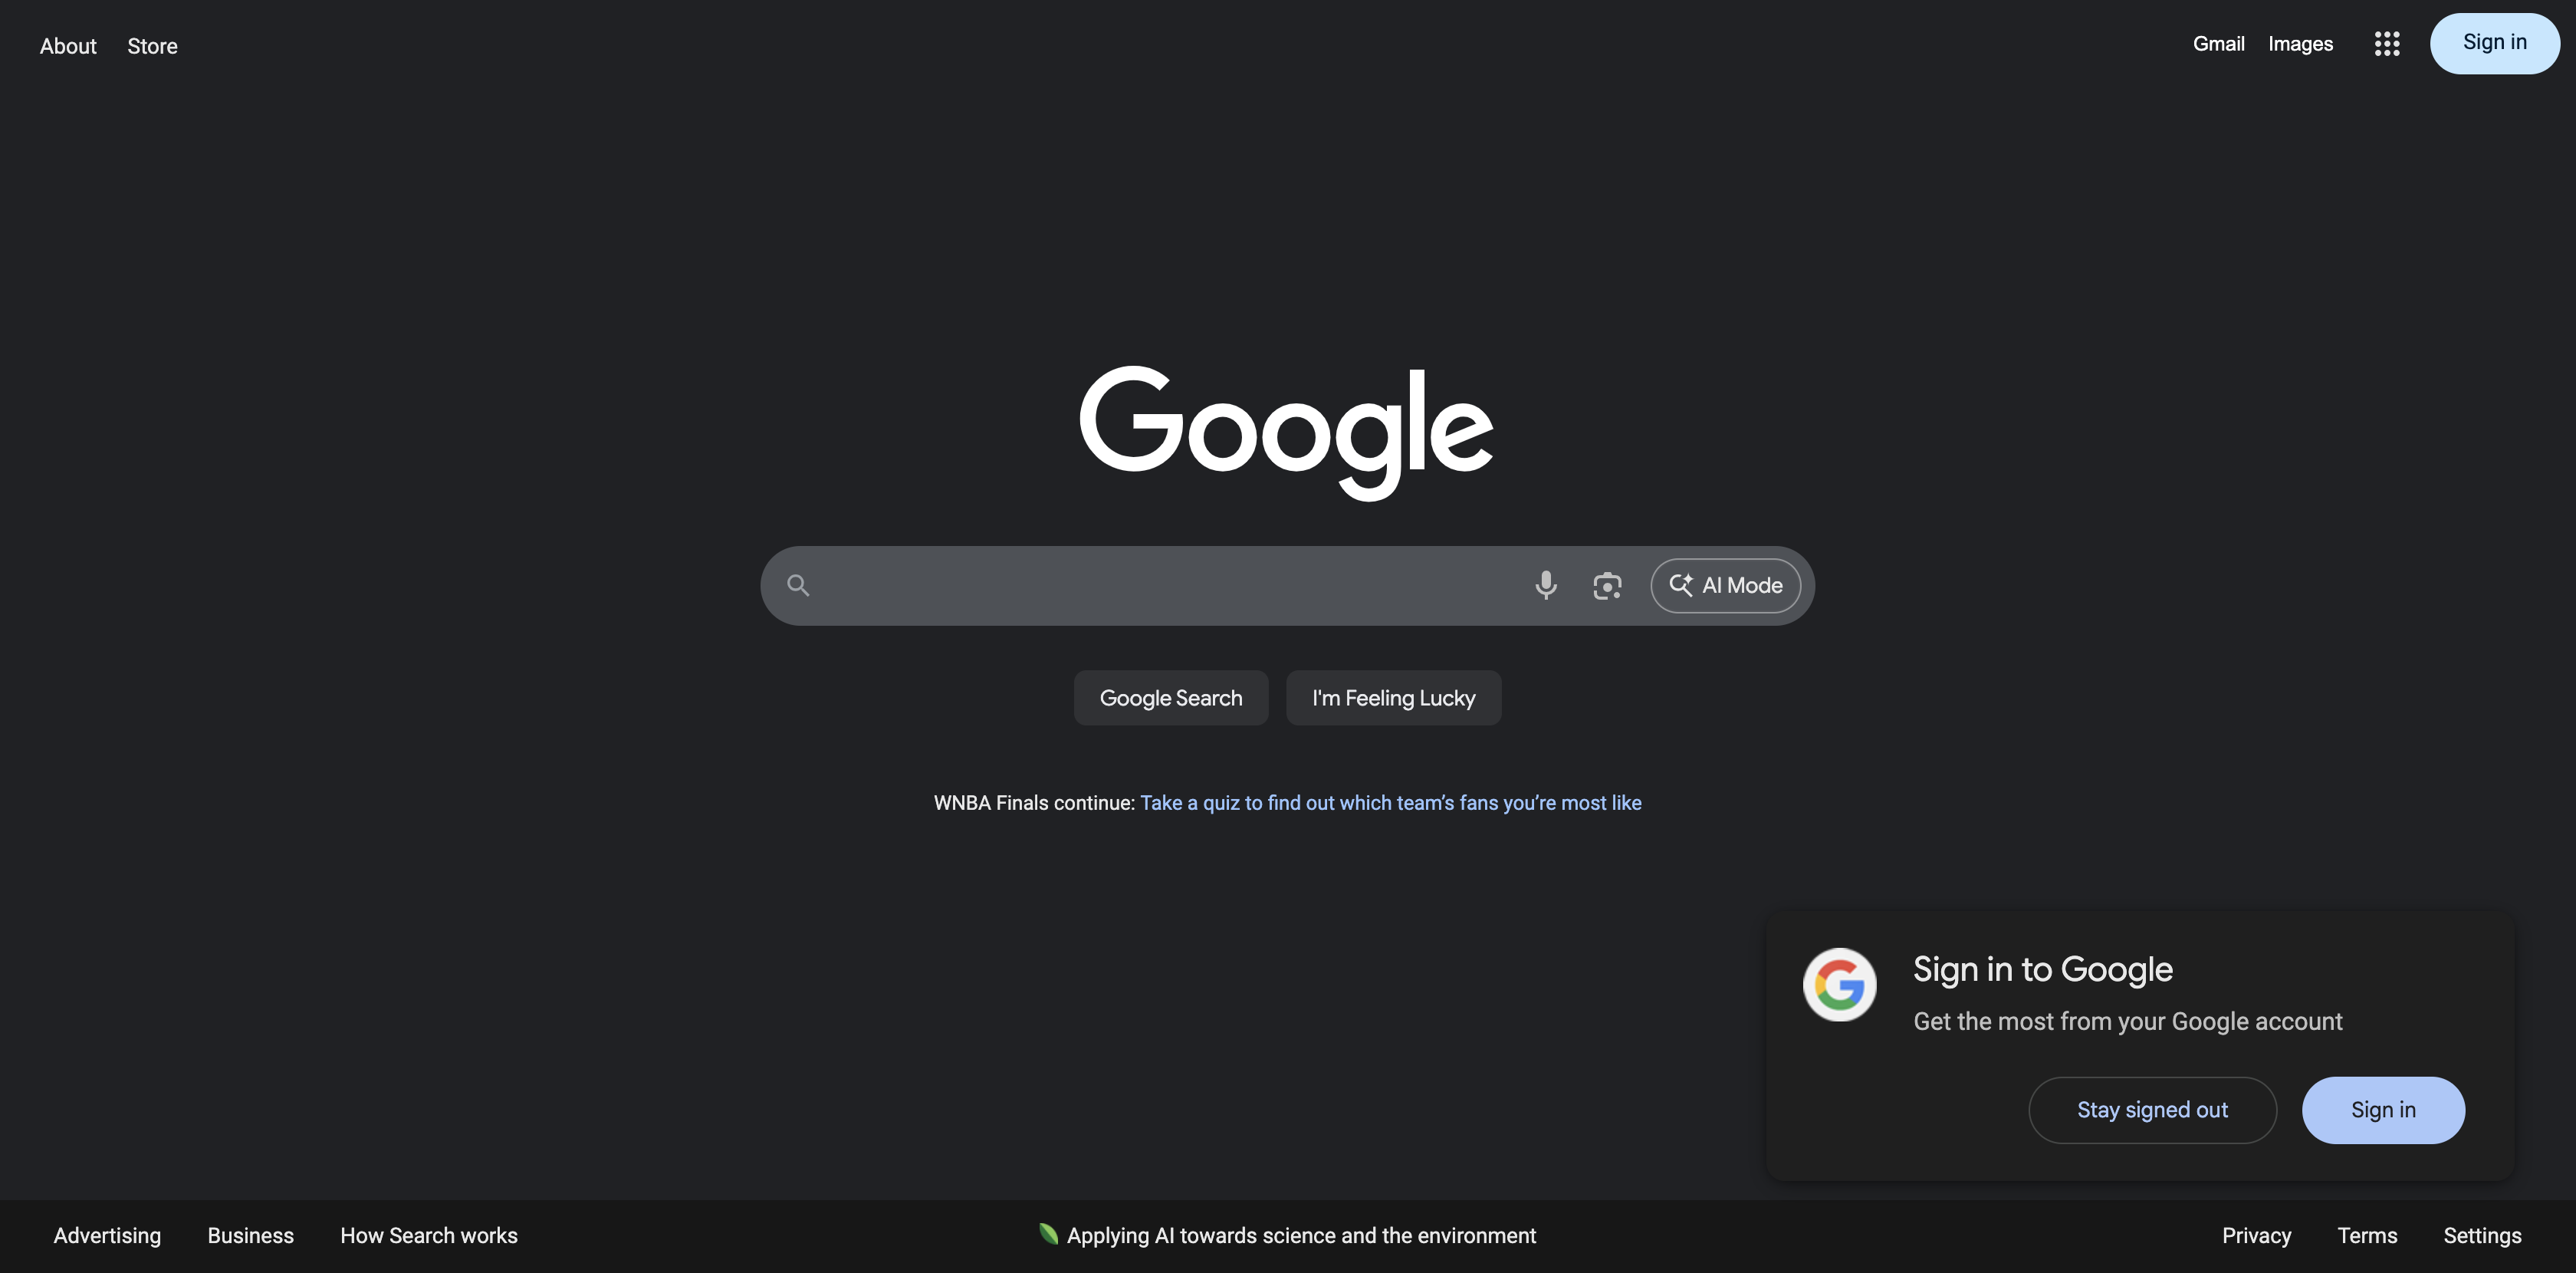 About Store
Gmail Images Sign in
Google
AI Mode
Google Search I'm Feeling Lucky
WNBA Finals continue: Take a quiz to find out which team’s fans you’re most like
Sign in to Google
Get the most from your Google account
Stay signed out Sign in
Advertising Business How Search works
Applying AI towards science and the environment
Privacy Terms Settings